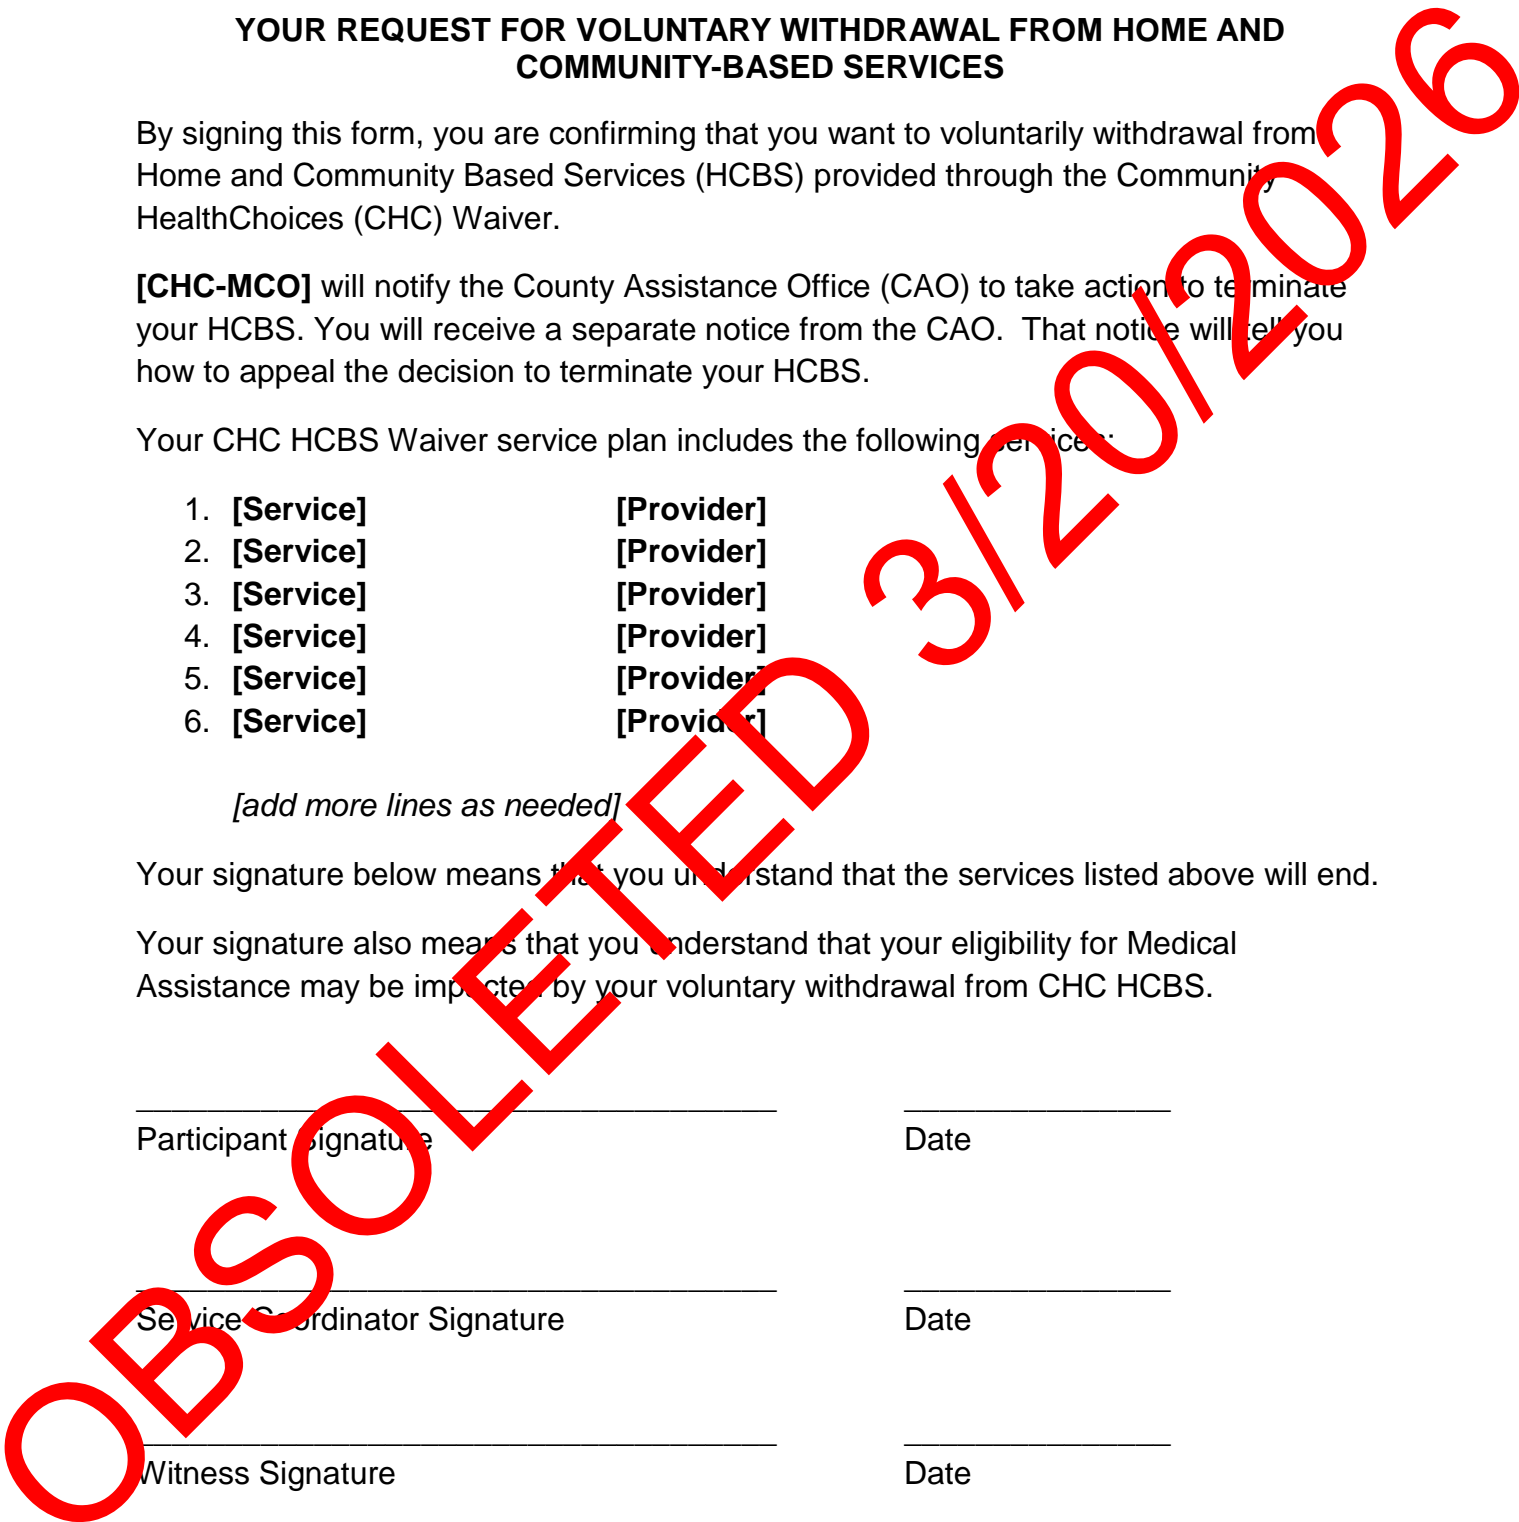 YOUR REQUEST FOR VOLUNTARY WITHDRAWAL FROM HOME AND
COMMUNITY-BASED SERVICES
By signing this form, you are confirming that you want to voluntarily withdrawal from
Home and Community Based Services (HCBS) provided through the Community
HealthChoices (CHC) Waiver.
[CHC-MCO] will notify the County Assistance Office (CAO) to take action to terminate
your HCBS. You will receive a separate notice from the CAO.  That notice will tell you
how to appeal the decision to terminate your HCBS.
Your CHC HCBS Waiver service plan includes the following services:
1. [Service] [Provider]
2. [Service] [Provider]
3. [Service] [Provider]
4. [Service] [Provider]
5. [Service] [Provider]
6. [Service] [Provider]
[add more lines as needed]
Your signature below means that you understand that the services listed above will end.
Your signature also means that you understand that your eligibility for Medical
Assistance may be impacted by your voluntary withdrawal from CHC HCBS.
Participant Signature Date
Service Coordinator Signature Date
Witness Signature Date
OBSOLETED 3/20/2026